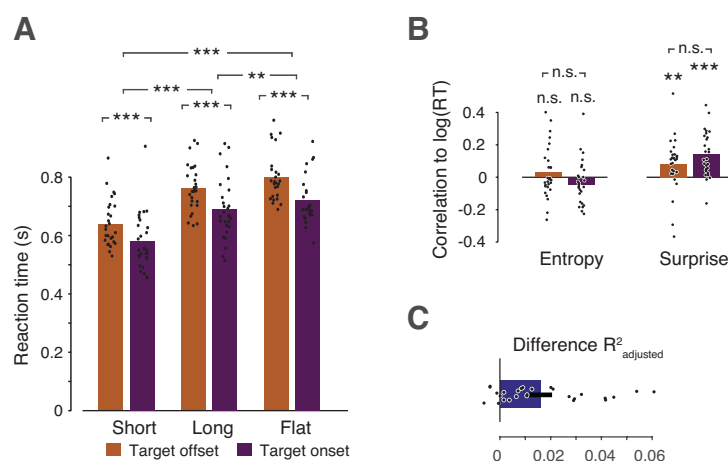 A
***
***
**
***
***
***
Reaction time (s)
0.8
0.6
0.4
0.2
0
Short
Long
Flat
Target offset
Target onset
B
n.s.
n.s.
n.s.
n.s.
**
***
Correlation to log(RT)
0.4
0.2
0
-0.2
-0.4
Entropy
Surprise
C
Difference R²adjusted
0
0.02
0.04
0.06